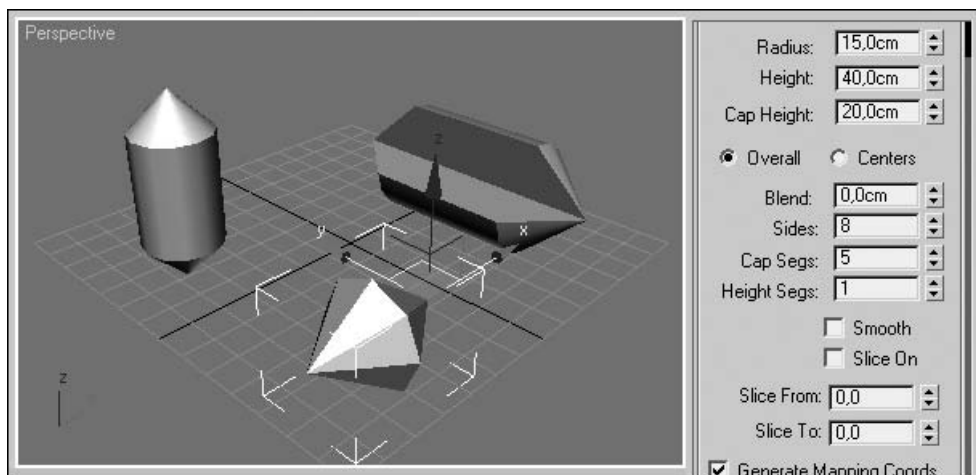 Perspective
z
y
x
z
Radius: 15,0cm
Height: 40,0cm
Cap Height: 20,0cm
Overall Centers
Blend: 0,0cm
Sides: 8
Cap Segs: 5
Height Segs: 1
Smooth
Slice On
Slice From: 0,0
Slice To: 0,0
Generate Mapping Coords